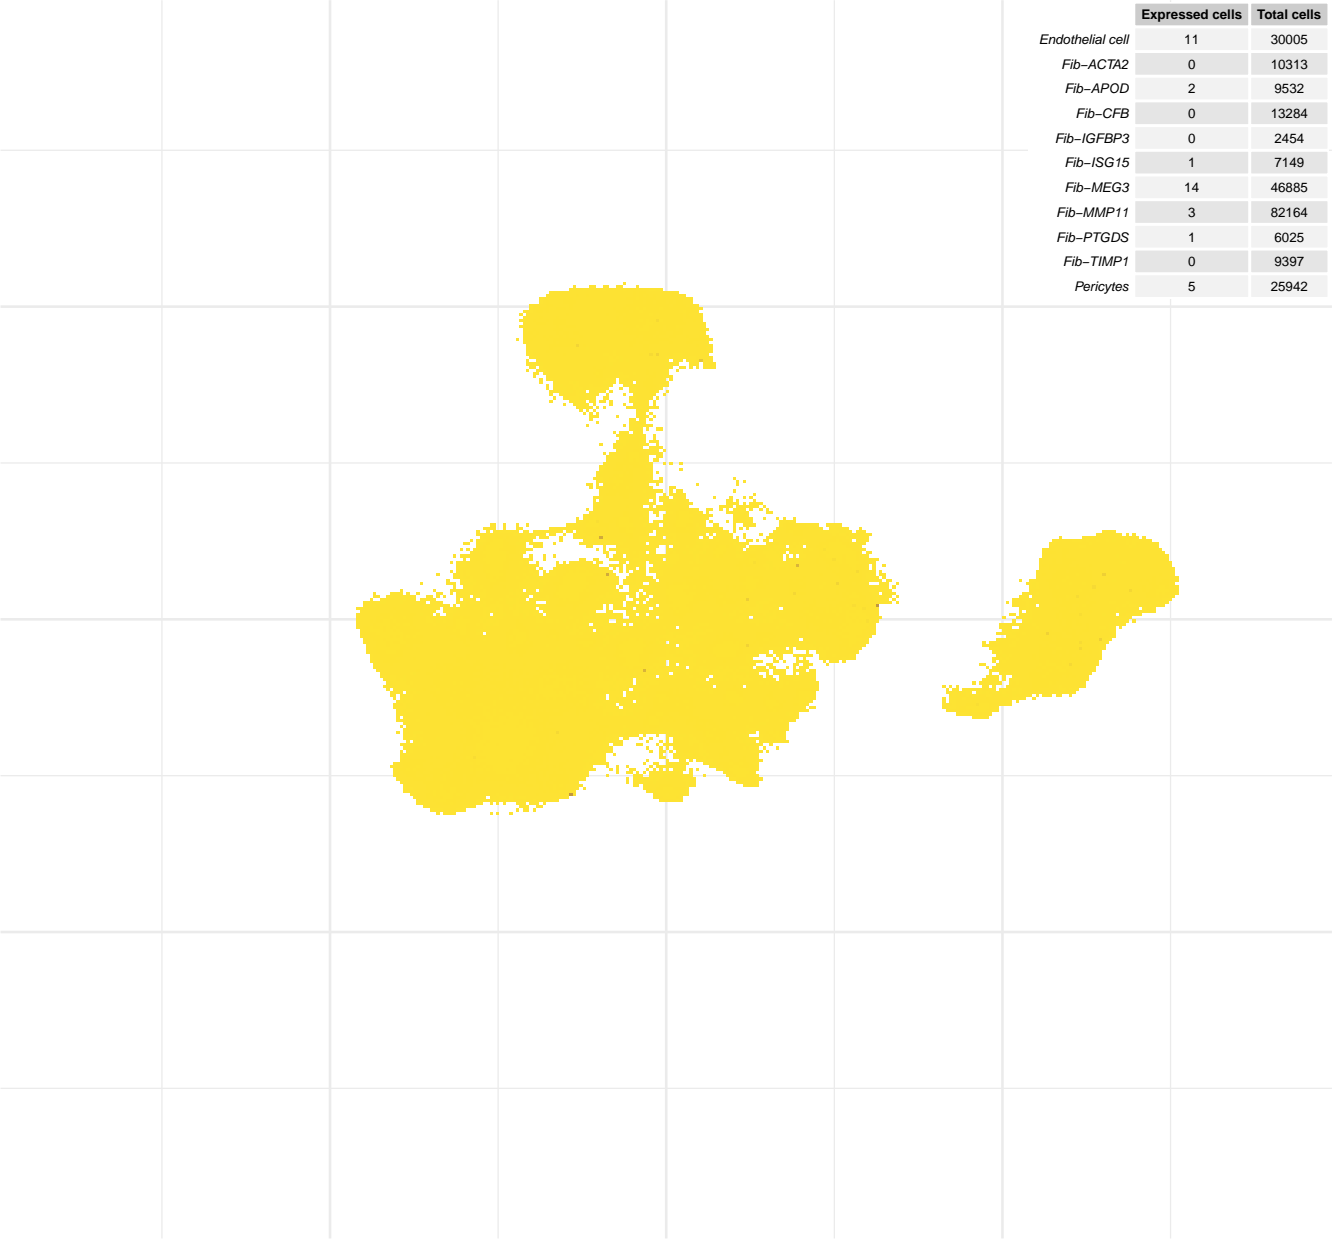 Expressed cells Total cells
Endothelial cell 11 30005
Fib−ACTA2 0 10313
Fib−APOD 2 9532
Fib−CFB 0 13284
Fib−IGFBP3 0 2454
Fib−ISG15 1 7149
Fib−MEG3 14 46885
Fib−MMP11 3 82164
Fib−PTGDS 1 6025
Fib−TIMP1 0 9397
Pericytes 5 25942